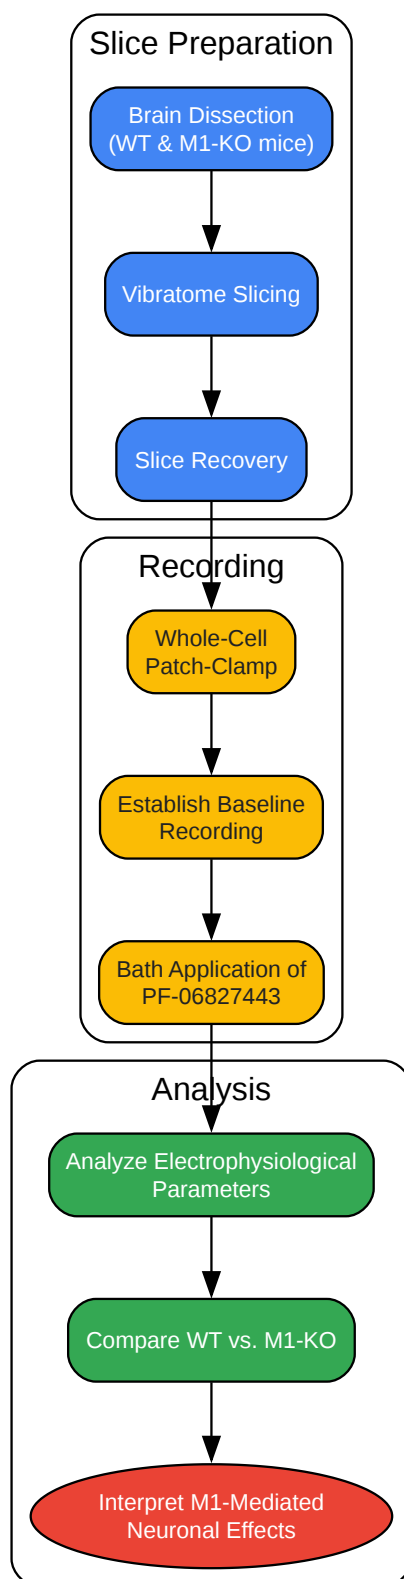 Slice Preparation
Brain Dissection
(WT & M1-KO mice)
Vibratome Slicing
Slice Recovery
Recording
Whole-Cell
Patch-Clamp
Establish Baseline
Recording
Bath Application of
PF-06827443
Analysis
Analyze Electrophysiological
Parameters
Compare WT vs. M1-KO
Interpret M1-Mediated
Neuronal Effects